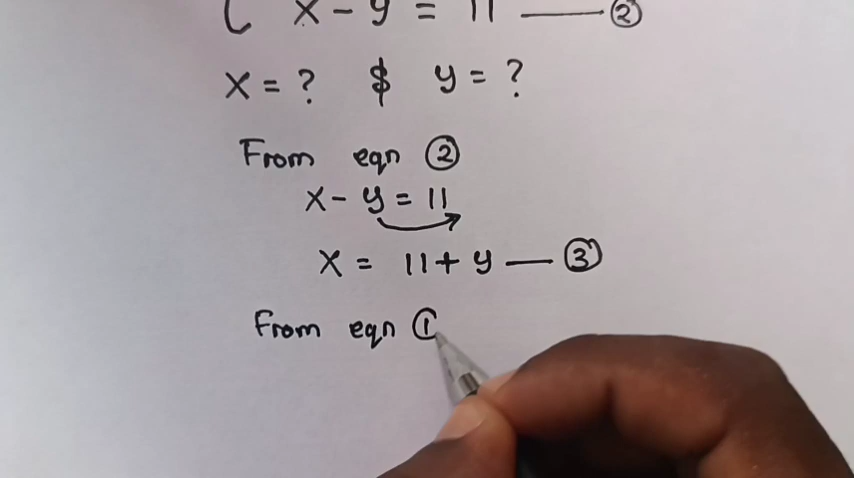 ( x - y = 11 —— ②
x = ? $ y = ?
From eqn ②
x - y = 11
x = 11 + y — ③
From eqn ①